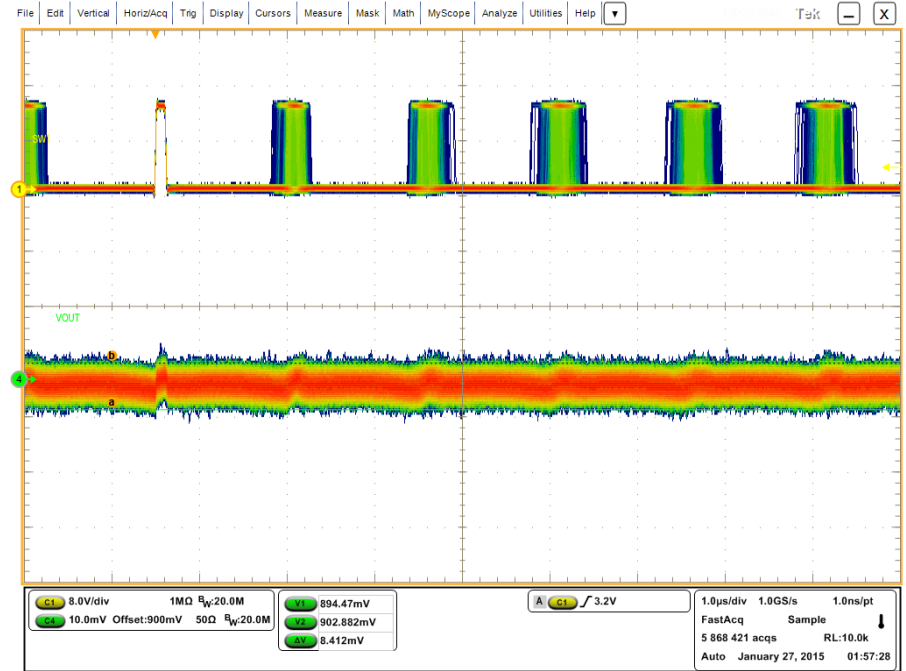 File Edit Vertical Horiz/Acq Trig Display Cursors Measure Mask Math MyScope Analyze Utilities Help Tek X
SW
1
VOUT
b
4
a
C1 8.0V/div 1MΩ BW:20.0M
C4 10.0mV Offset:900mV 50Ω BW:20.0M
V1 894.47mV
V2 902.882mV
ΔV 8.412mV
A C1 3.2V
1.0µs/div 1.0GS/s 1.0ns/pt
FastAcq Sample
5 868 421 acqs RL:10.0k
Auto January 27, 2015 01:57:28